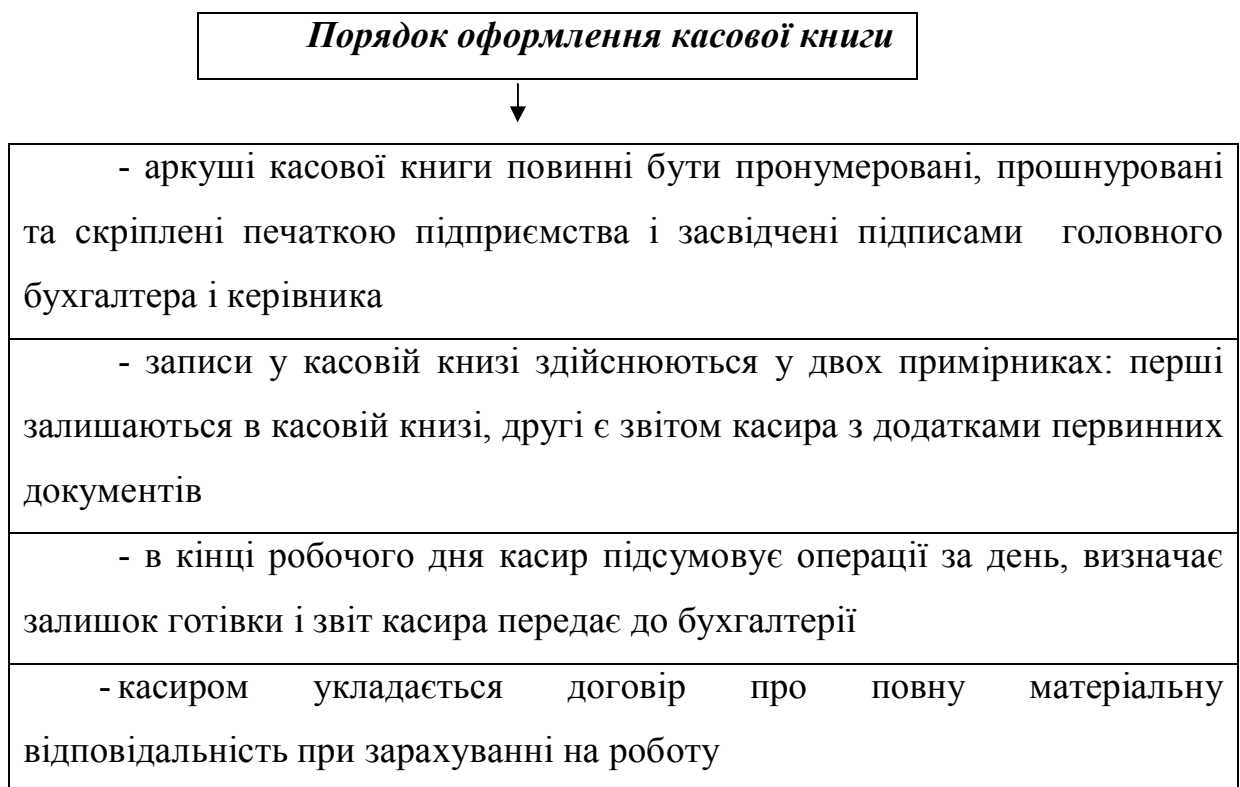 Порядок оформлення касової книги
- аркуші касової книги повинні бути пронумеровані, прошнуровані
та скріплені печаткою підприємства і засвідчені підписами головного
бухгалтера і керівника
- записи у касовій книзі здійснюються у двох примірниках: перші
залишаються в касовій книзі, другі є звітом касира з додатками первинних
документів
- в кінці робочого дня касир підсумовує операції за день, визначає
залишок готівки і звіт касира передає до бухгалтерії
- касиром укладається договір про повну матеріальну
відповідальність при зарахуванні на роботу